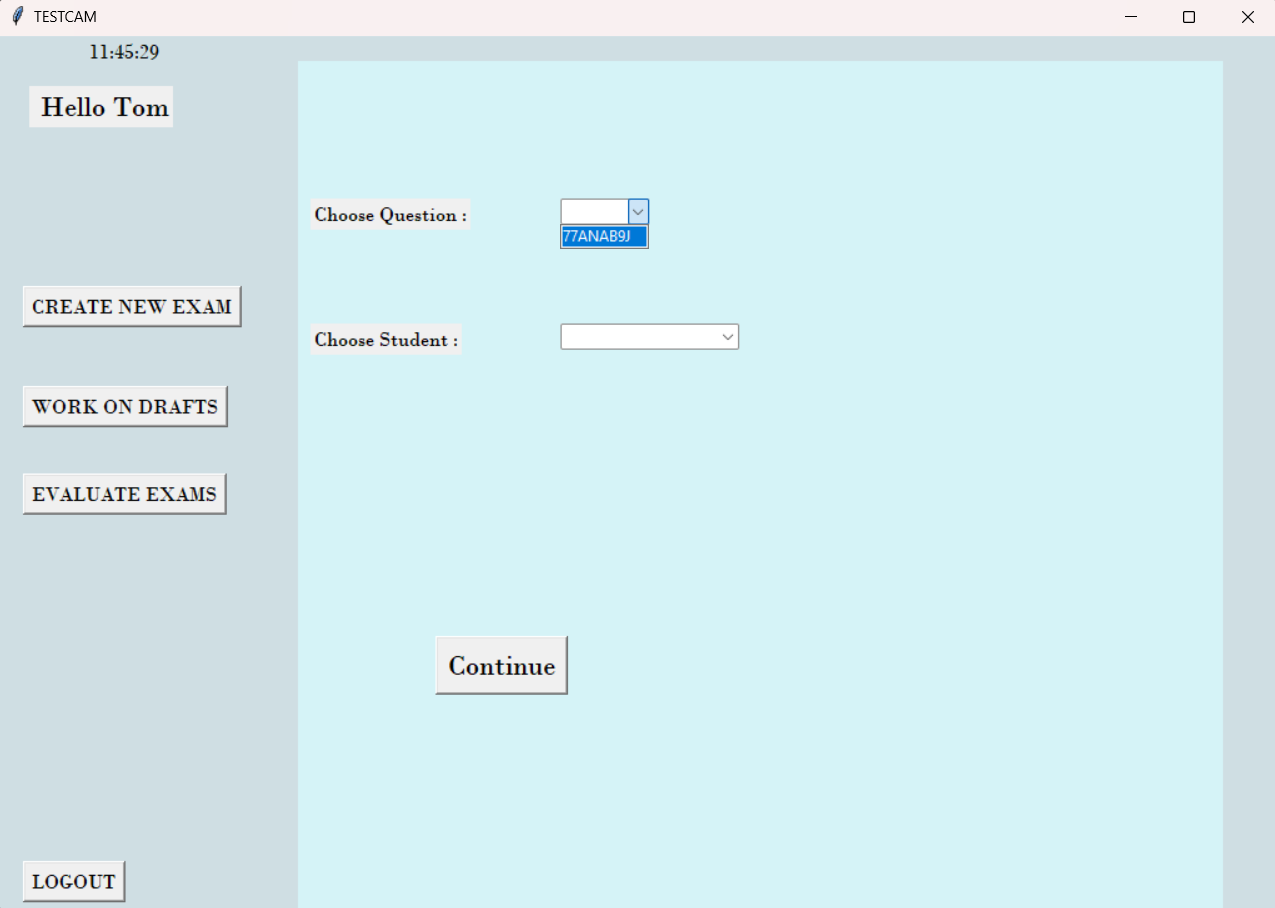 TESTCAM
11:45:29
Hello Tom
Choose Question :
77ANAB9J
CREATE NEW EXAM
Choose Student :
WORK ON DRAFTS
EVALUATE EXAMS
Continue
LOGOUT